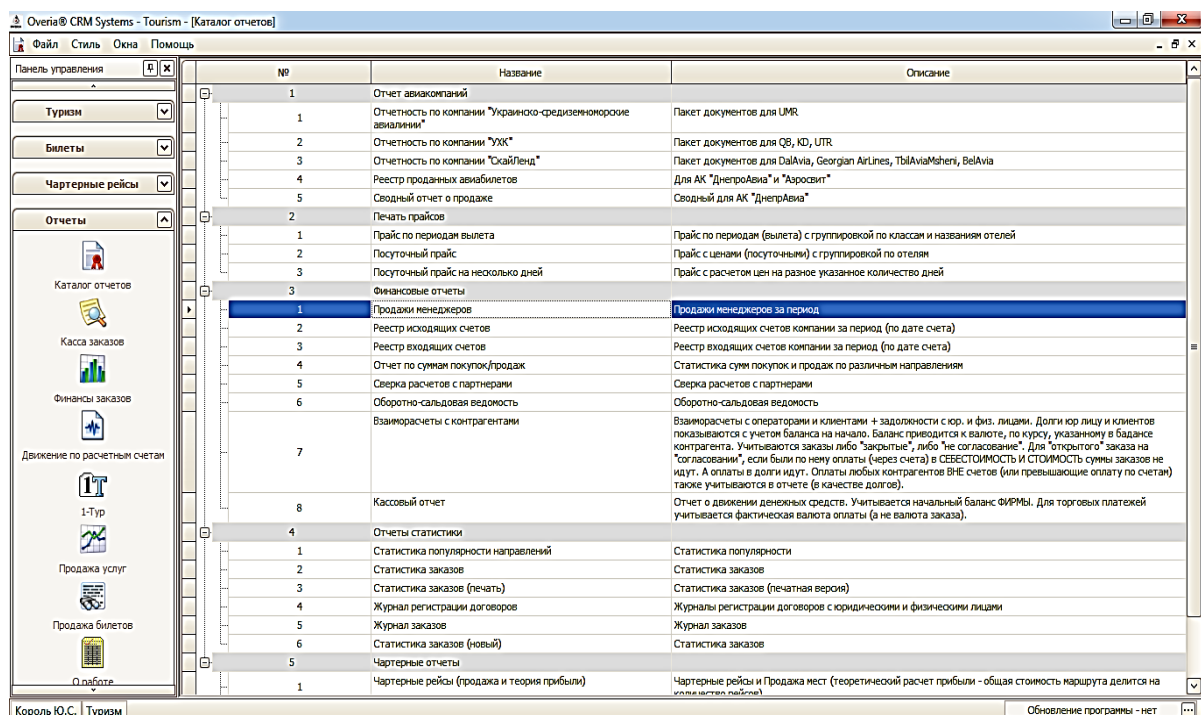 Overia® CRM Systems - Tourism - [Каталог отчетов]
Файл Стиль Окна Помощь
Панель управления
Туризм
Билеты
Чартерные рейсы
Отчеты
Каталог отчетов
Касса заказов
Финансы заказов
Движение по расчетным счетам
1-Тур
Продажа услуг
Продажа билетов
О работе
№ Название Описание
1 Отчет авиакомпаний
1 Отчетность по компании "Украинско-средиземноморские
авиалинии" Пакет документов для UMR
2 Отчетность по компании "УХК" Пакет документов для QB, KD, UTR
3 Отчетность по компании "СкайЛенд" Пакет документов для DalAvia, Georgian AirLines, TbilAviaMsheni, BelAvia
4 Реестр проданных авиабилетов Для АК "ДнепроАвиа" и "Аэросвит"
5 Сводный отчет о продаже Сводный для АК "ДнепрАвиа"
2 Печать прайсов
1 Прайс по периодам вылета Прайс по периодам (вылета) с группировкой по классам и названиям отелей
2 Посуточный прайс Прайс с ценами (посуточными) с группировкой по отелям
3 Посуточный прайс на несколько дней Прайс с расчетом цен на разное указанное количество дней
3 Финансовые отчеты
1 Продажи менеджеров Продажи менеджеров за период
2 Реестр исходящих счетов Реестр исходящих счетов компании за период (по дате счета)
3 Реестр входящих счетов Реестр входящих счетов компании за период (по дате счета)
4 Отчет по суммам покупок/продаж Статистика сумм покупок и продаж по различным направлениям
5 Сверка расчетов с партнерами Сверка расчетов с партнерами
6 Оборотно-сальдовая ведомость Оборотно-сальдовая ведомость
7 Взаиморасчеты с контрагентами Взаиморасчеты с операторами и клиентами + задолжности с юр. и физ. лицами. Долги юр лицу и клиентов
показываются с учетом баланса на начало. Баланс приводится к валюте, по курсу, указанному в бадансе
контрагента. Учитываются заказы либо "закрытые", либо "не согласование". Для "открытого" заказа на
"согласовании", если были по нему оплаты (через счета) в СЕБЕСТОИМОСТЬ И СТОИМОСТЬ суммы заказов не
идут. А оплаты в долги идут. Оплаты любых контрагентов ВНЕ счетов (или превышающие оплату по счетам)
также учитываются в отчете (в качестве долгов).
8 Кассовый отчет Отчет о движении денежных средств. Учитывается начальный баланс ФИРМЫ. Для торговых платежей
учитывается фактическая валюта оплаты (а не валюта заказа).
4 Отчеты статистики
1 Статистика популярности направлений Статистика популярности
2 Статистика заказов Статистика заказов
3 Статистика заказов (печать) Статистика заказов (печатная версия)
4 Журнал регистрации договоров Журналы регистрации договоров с юридическими и физическими лицами
5 Журнал заказов Журнал заказов
6 Статистика заказов (новый) Статистика заказов
5 Чартерные отчеты
1 Чартерные рейсы (продажа и теория прибыли) Чартерные рейсы и Продажа мест (теоретический расчет прибыли - общая стоимость маршрута делится на
количество рейсов)
Король Ю.С. Туризм Обновление программы - нет